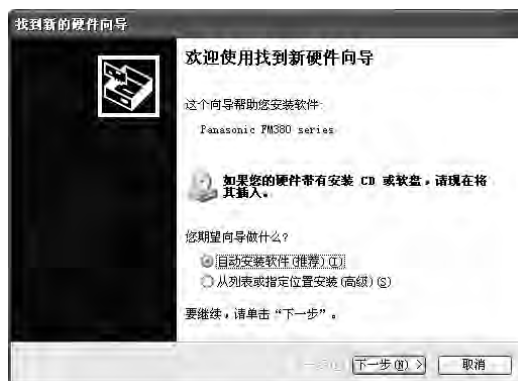 找到新的硬件向导
欢迎使用找到新硬件向导
这个向导帮助您安装软件:
Panasonic FM380 series
如果您的硬件带有安装 CD 或软盘，请现在将
其插入。
您期望向导做什么？
自动安装软件(推荐)(I)
从列表或指定位置安装(高级)(S)
要继续，请单击“下一步”。
下一步(N) >
取消